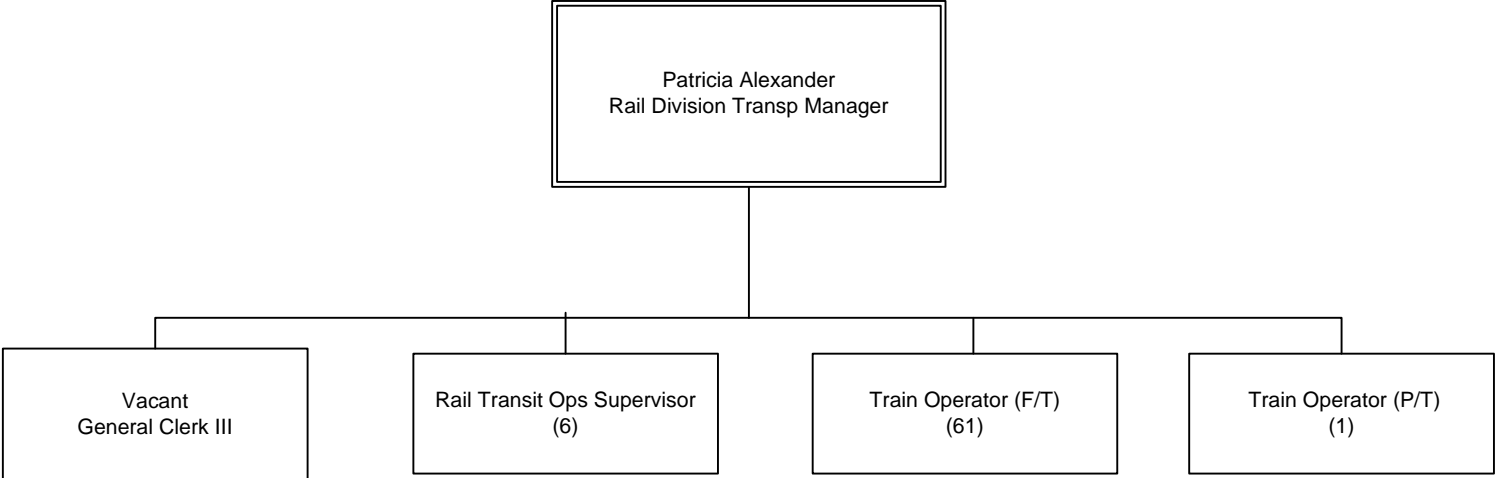 Patricia Alexander
Rail Division Transp Manager
Vacant
General Clerk III
Rail Transit Ops Supervisor
(6)
Train Operator (F/T)
(61)
Train Operator (P/T)
(1)